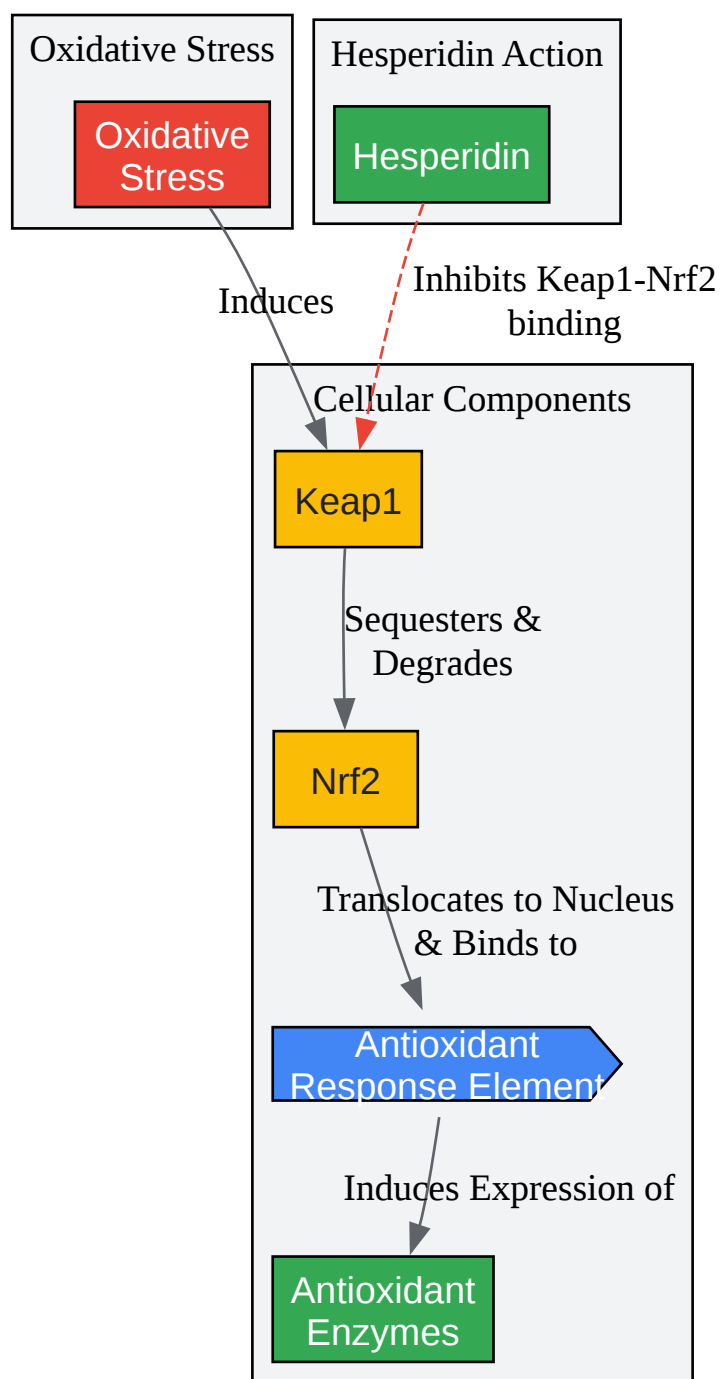 Oxidative Stress
Hesperidin Action
Oxidative
Stress
Hesperidin
Induces
Inhibits Keap1-Nrf2
binding
Cellular Components
Keap1
Sequesters &
Degrades
Nrf2
Translocates to Nucleus
& Binds to
Antioxidant
Response Element
Induces Expression of
Antioxidant
Enzymes